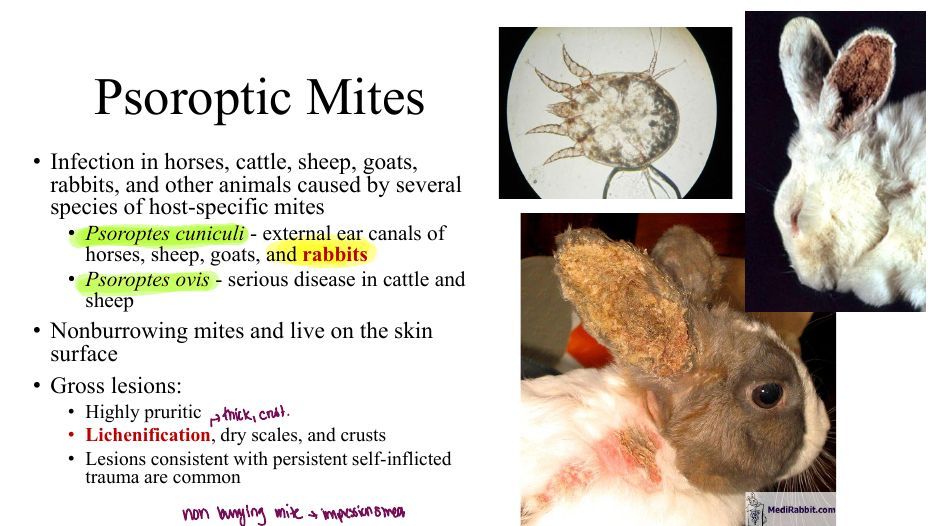 Psoroptic Mites
• Infection in horses, cattle, sheep, goats,
rabbits, and other animals caused by several
species of host-specific mites
• Psoroptes cuniculi - external ear canals of
horses, sheep, goats, and rabbits
• Psoroptes ovis - serious disease in cattle and
sheep
• Nonburrowing mites and live on the skin
surface
• Gross lesions:
• Highly pruritic
→ thick, crust.
• Lichenification, dry scales, and crusts
• Lesions consistent with persistent self-inflicted
trauma are common
non mite →
MediRabbit.com